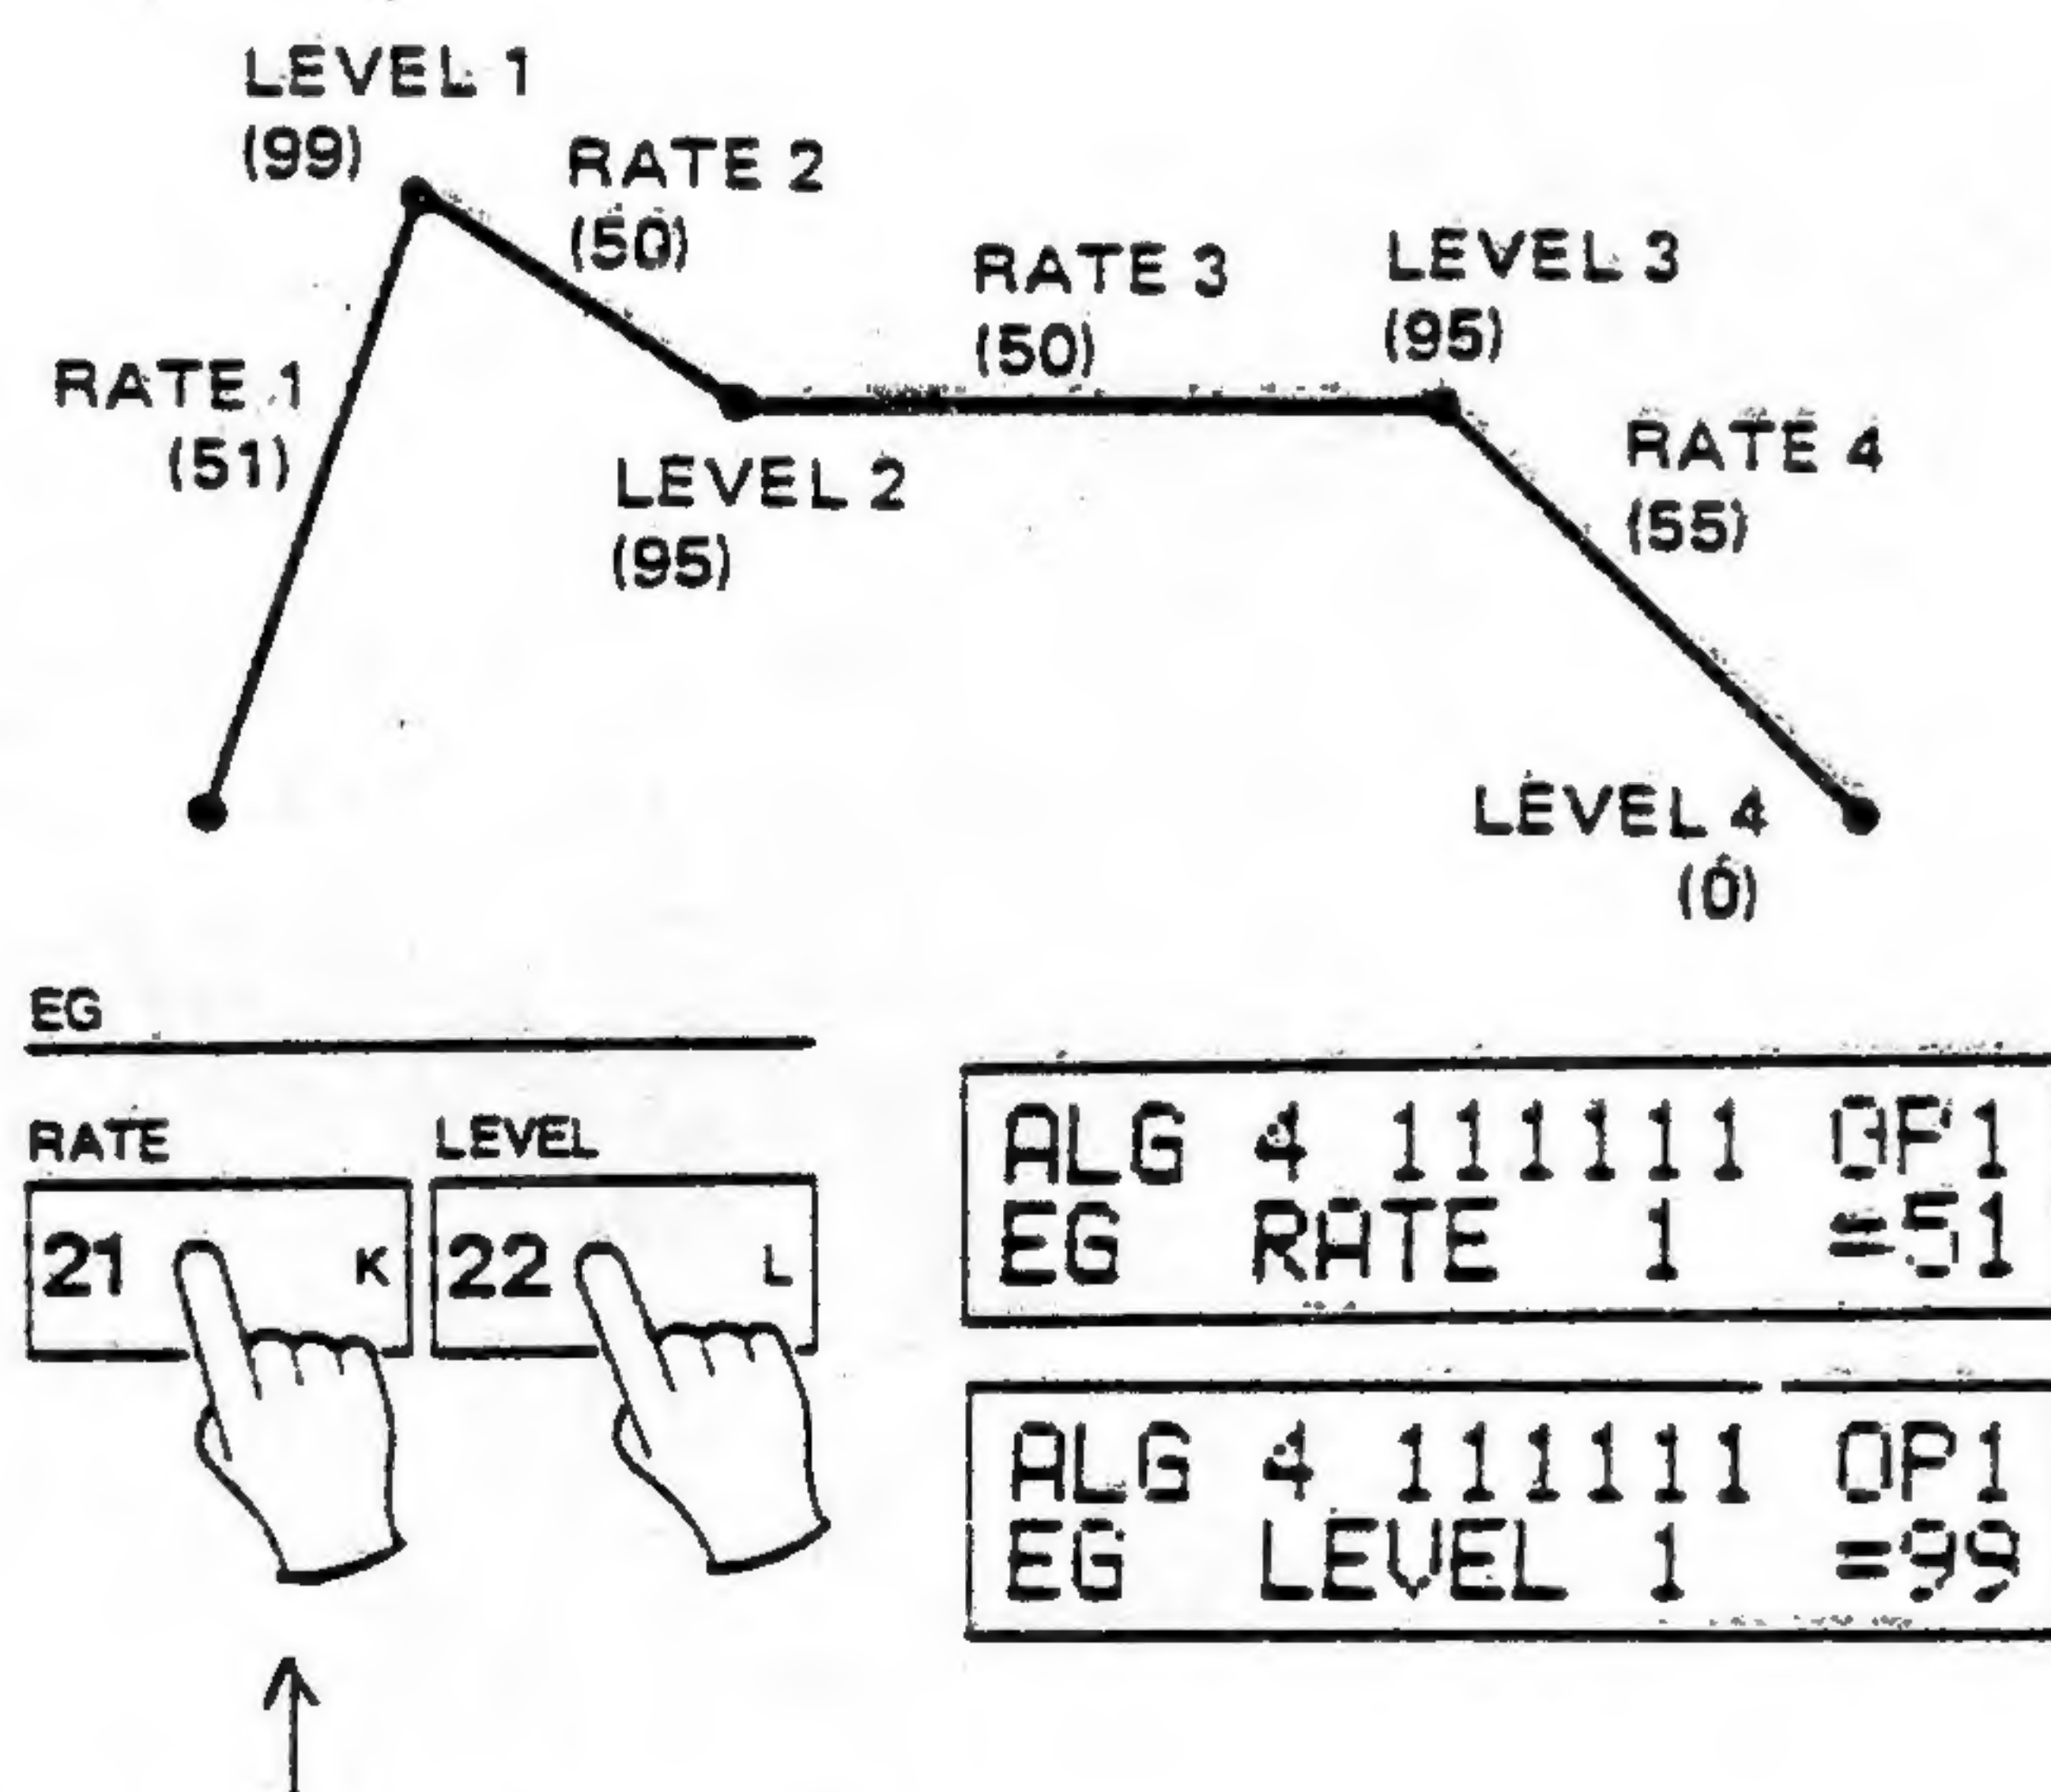 LEVEL 1
(99)
RATE 2
(50)
RATE 3
(50)
LEVEL 3
(95)
RATE 1
(51)
LEVEL 2
(95)
RATE 4
(55)
LEVEL 4
(0)
EG
RATE LEVEL
21 K 22 L
ALG 4 111111 OP1
EG RATE 1 =51
ALG 4 111111 OP1
EG LEVEL 1 =99